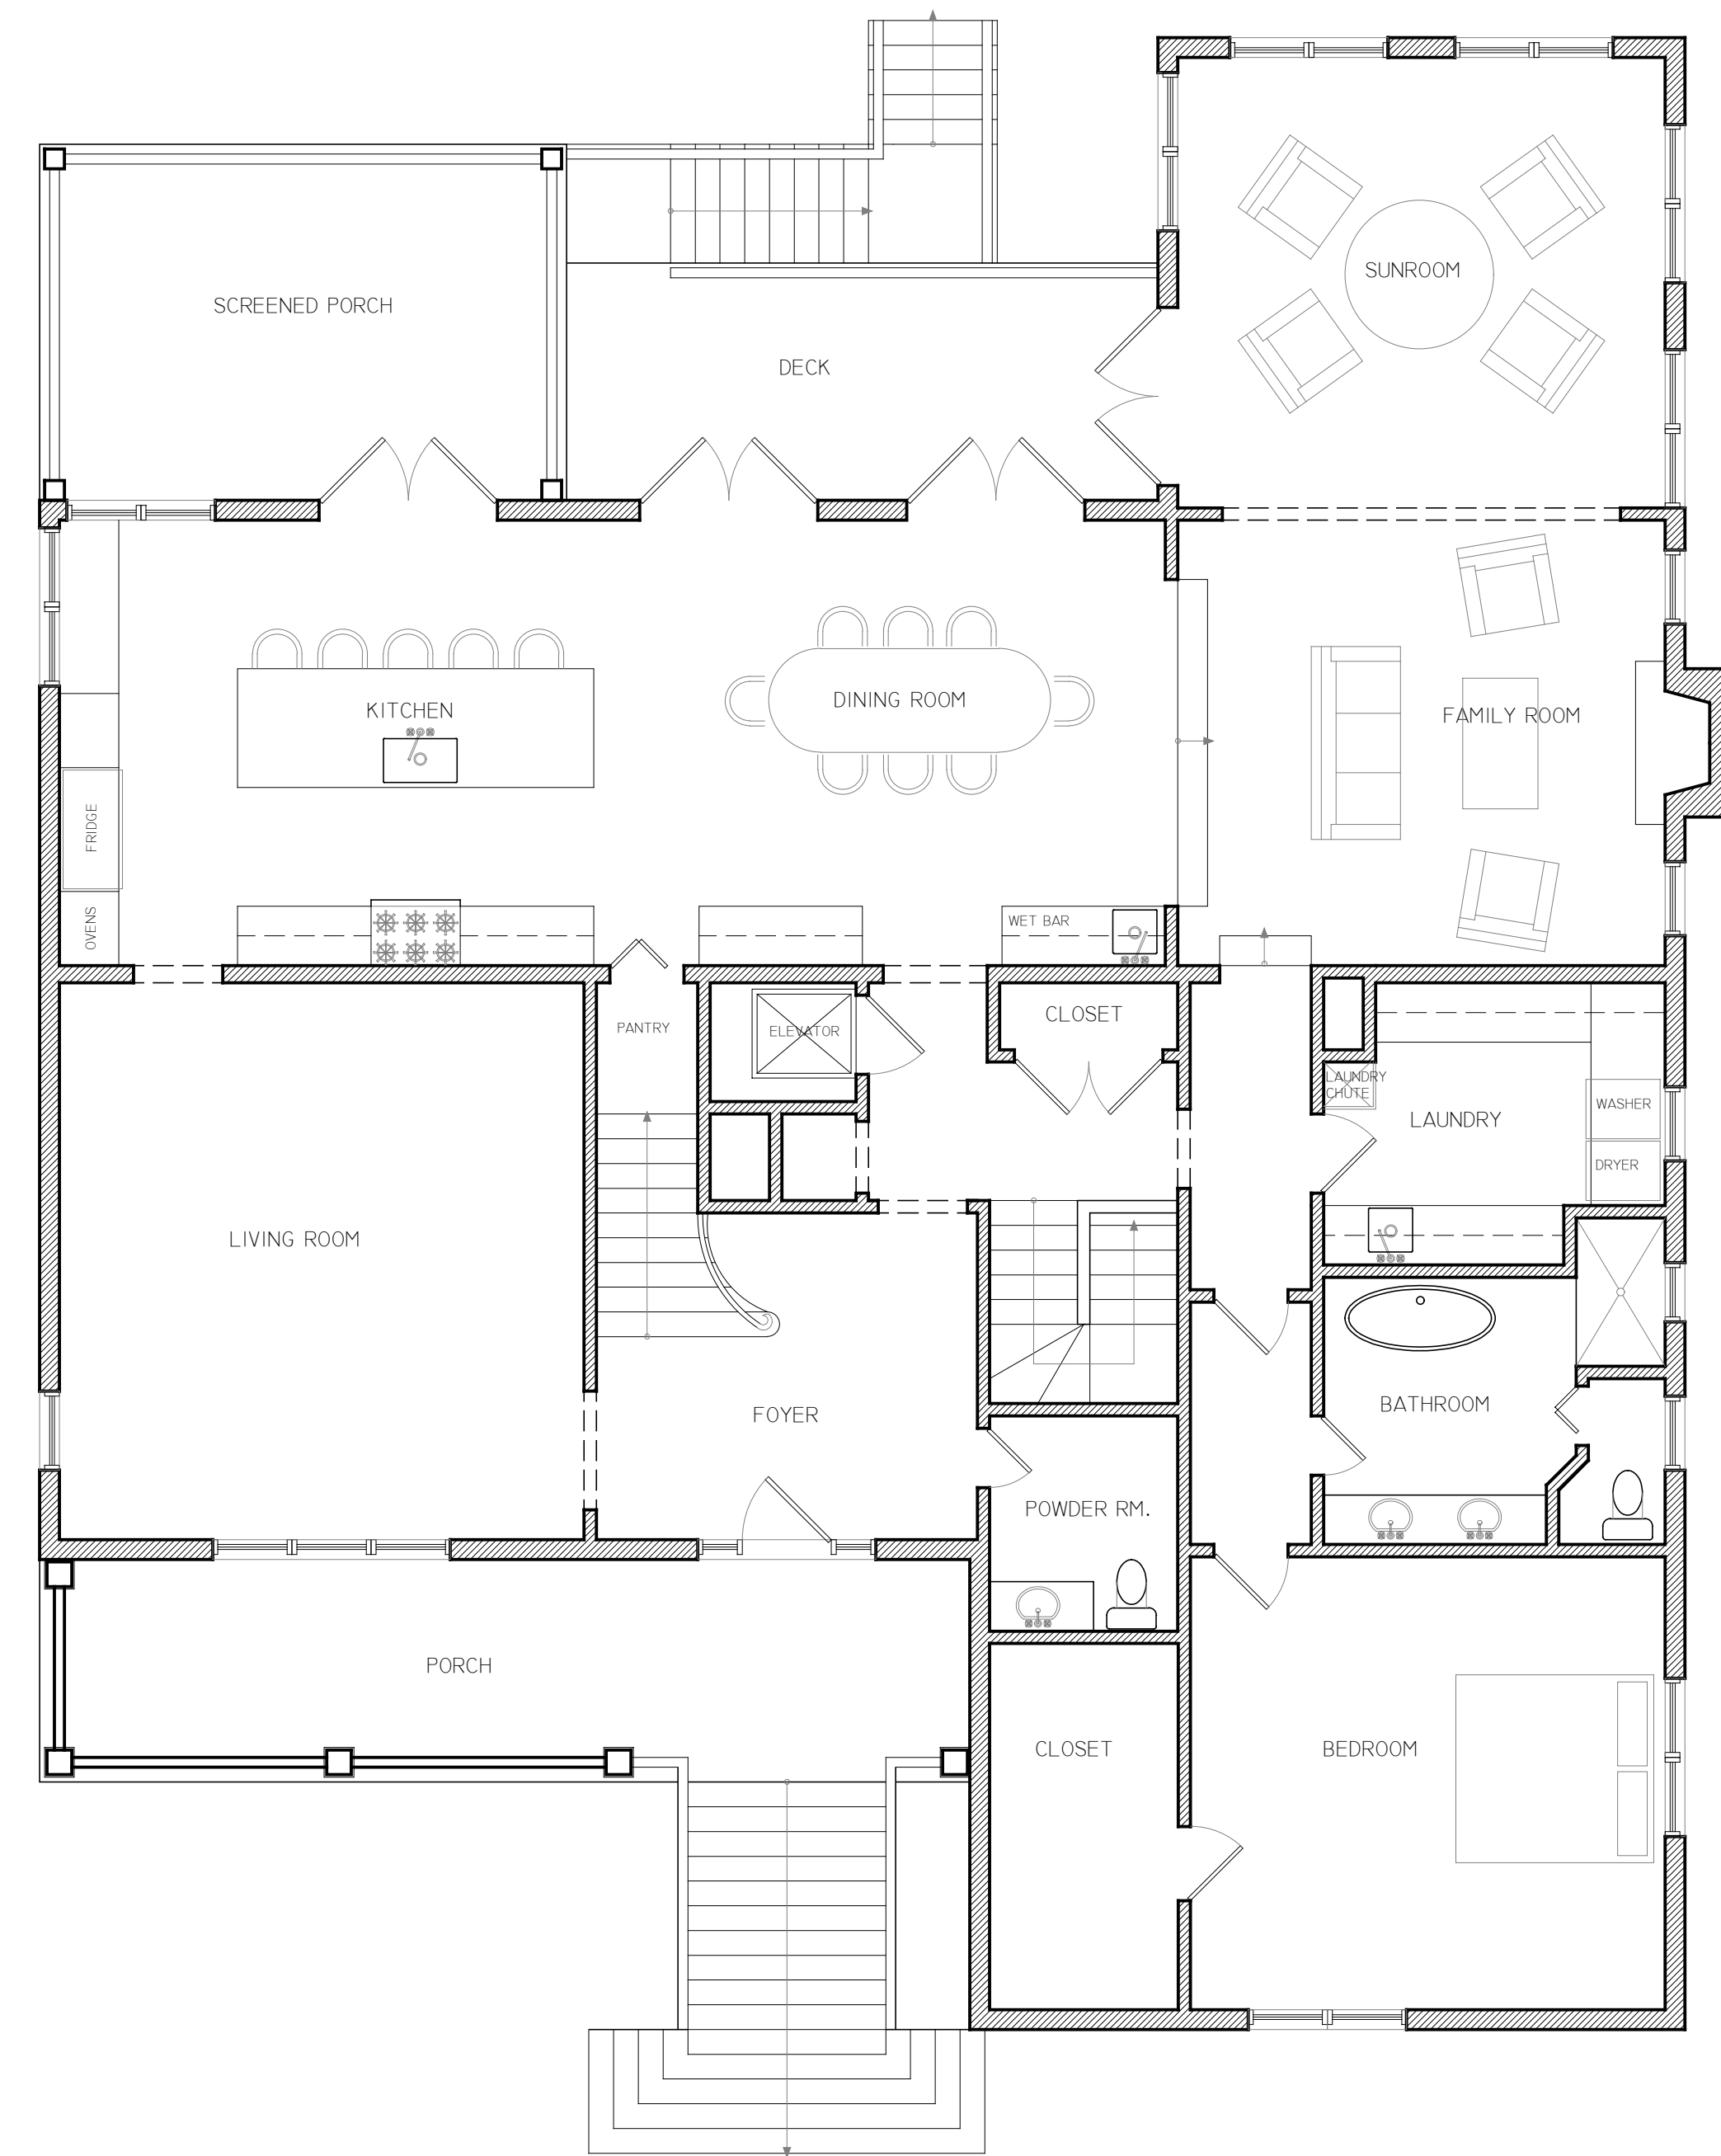 SUNROOM
SCREENED PORCH
DECK
DINING ROOM
KITCHEN
FAMILY ROOM
FRIDGE
OVENS
WET BAR
CLOSET
PANTRY
ELEVATOR
LAUNDRY
CHUTE
WASHER
LAUNDRY
DRYER
LIVING ROOM
BATHROOM
FOYER
POWDER RM.
PORCH
CLOSET
BEDROOM